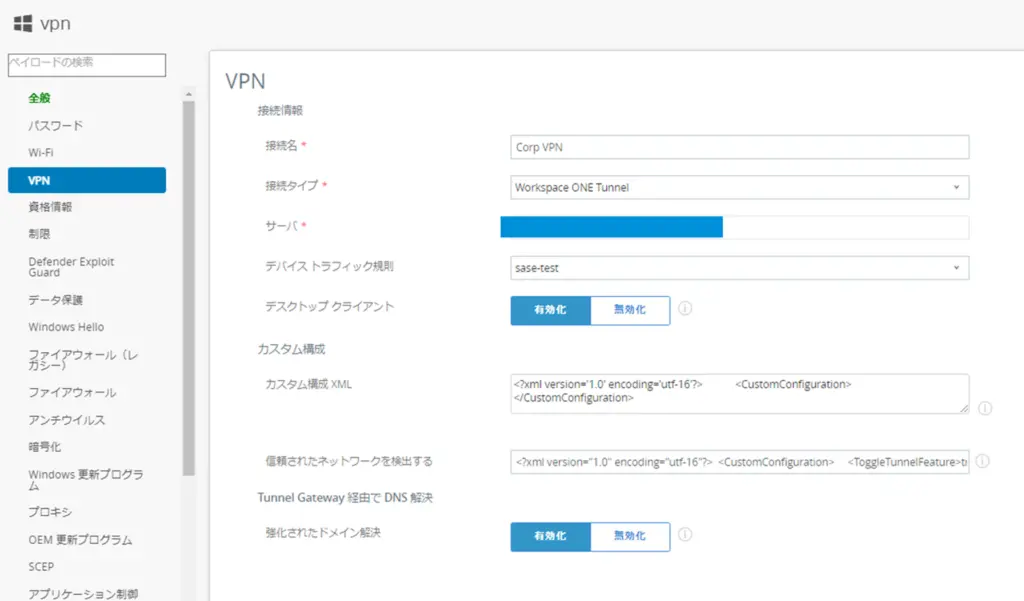 vpn
ペイロードの検索
全般
パスワード
Wi-Fi
VPN
資格情報
制限
Defender Exploit
Guard
データ保護
Windows Hello
ファイアウォール（レ
ガシー）
ファイアウォール
アンチウイルス
暗号化
Windows 更新プログラ
ム
プロキシ
OEM 更新プログラム
SCEP
アプリケーション制御
VPN
接続情報
接続名 *
Corp VPN
接続タイプ *
Workspace ONE Tunnel
サーバ *
デバイス トラフィック規則
sase-test
デスクトップ クライアント
有効化 無効化
カスタム構成
カスタム構成 XML
<?xml version='1.0' encoding='utf-16'?> <CustomConfiguration>
</CustomConfiguration>
信頼されたネットワークを検出する
<?xml version="1.0" encoding="utf-16"?> <CustomConfiguration> <ToggleTunnelFeature>
Tunnel Gateway 経由で DNS 解決
強化されたドメイン解決
有効化 無効化